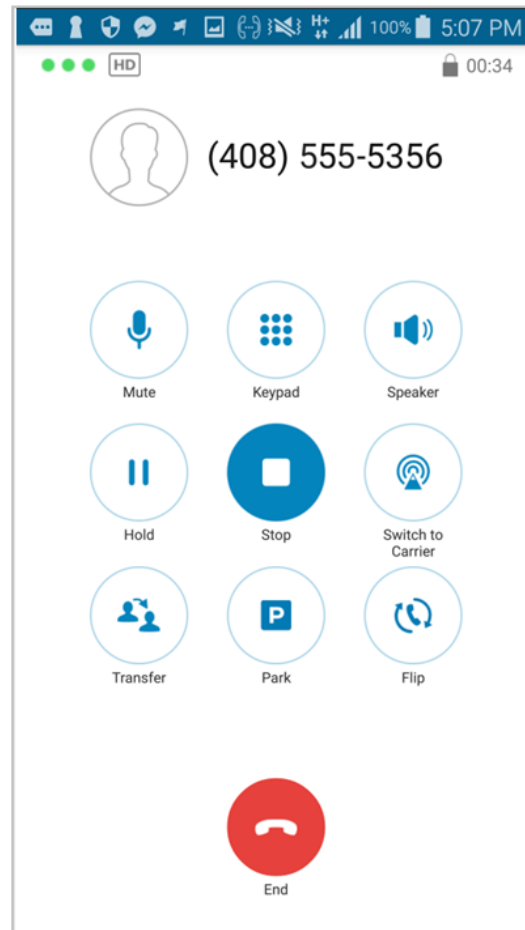 H+ 100% 5:07 PM
HD 00:34
(408) 555-5356
Mute Keypad Speaker
Hold Stop Switch to
Carrier
Transfer P Park Flip
End